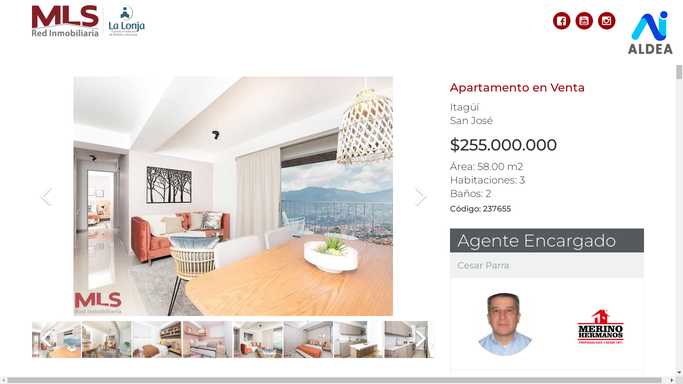 MLS
Red Inmobiliaria
La Lonja
ALDEA
Apartamento en Venta
Itagüí
San José
$255.000.000
Área: 58.00 m2
Habitaciones: 3
Baños: 2
Código: 237655
MLS
Red Inmobiliaria
Agente Encargado
Cesar Parra
MERINO
HERMANOS